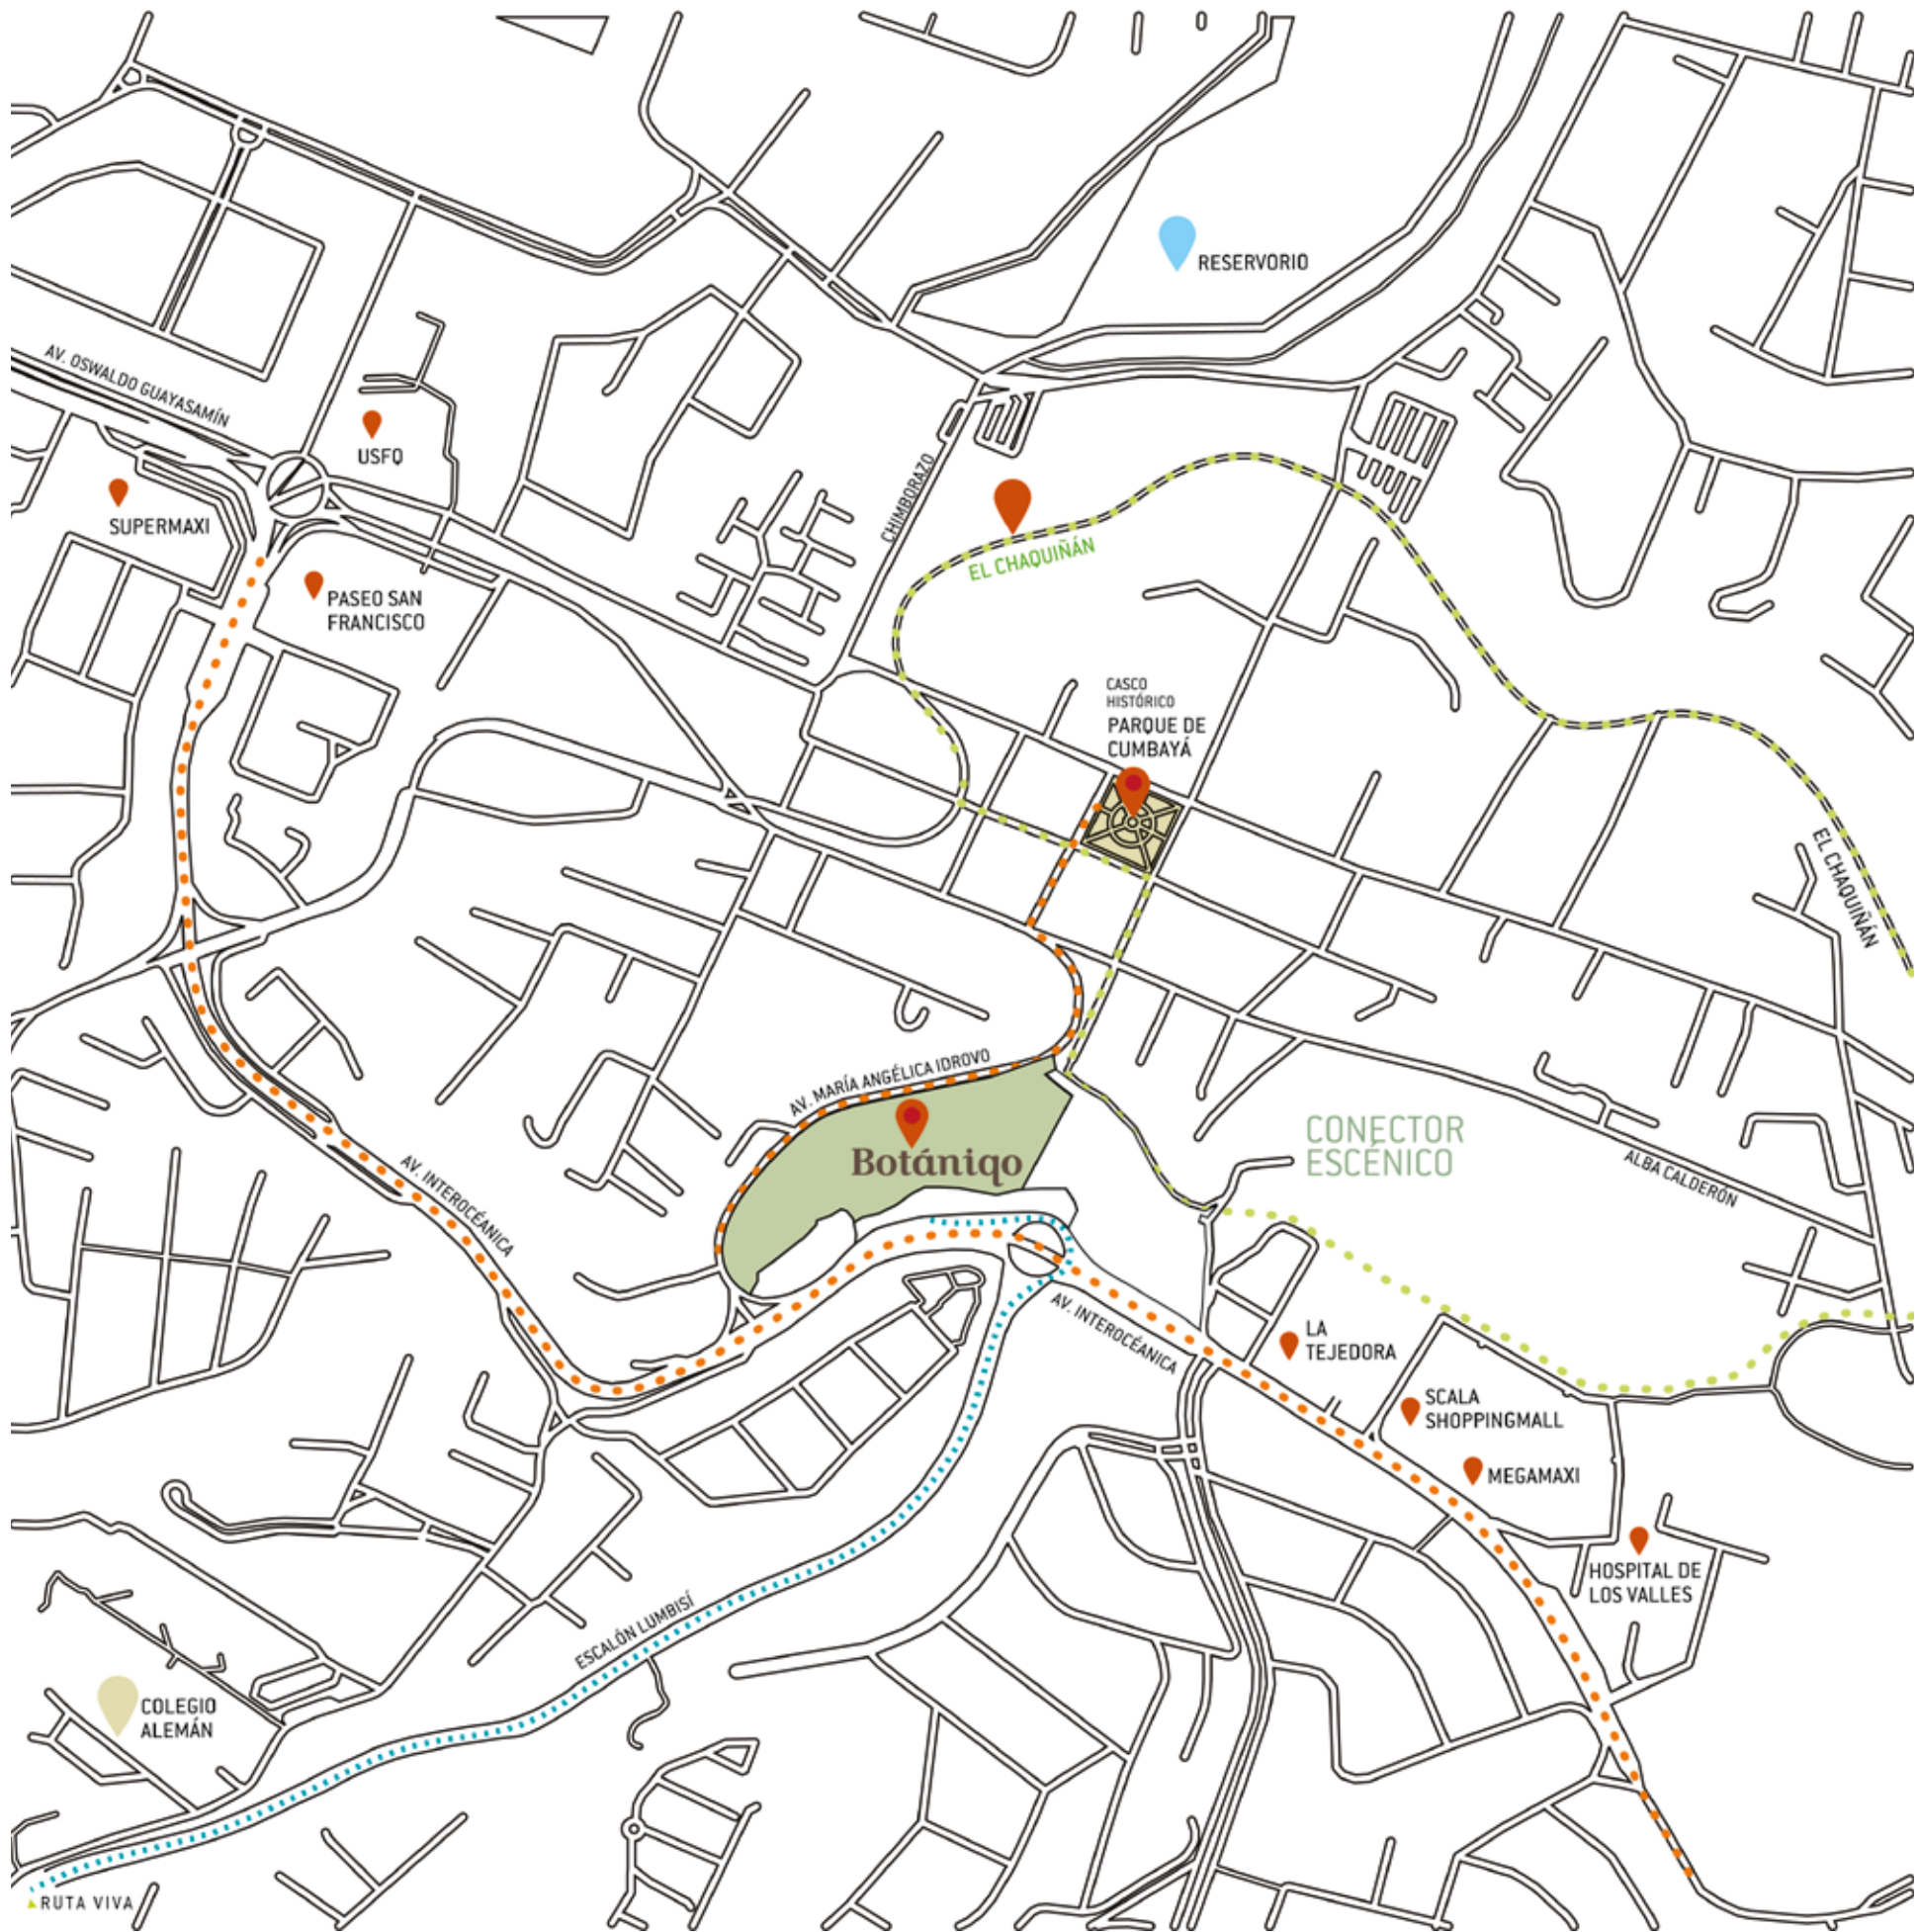 RESERVORIO
AV. OSWALDO GUAYASAMÍN
USFQ
SUPERMAXI
CHIMBORAZO
EL CHAQUIÑÁN
PASEO SAN
FRANCISCO
CASCO
HISTÓRICO
PARQUE DE
CUMBAYÁ
EL CHAQUIÑÁN
AV. MARÍA ANGÉLICA IDROVO
Botániqo
CONECTOR
ESCÉNICO
ALBA CALDERÓN
AV. INTEROCÉANICA
AV. INTEROCÉANICA
LA
TEJEDORA
SCALA
SHOPPINGMALL
MEGAMAXI
HOSPITAL DE
LOS VALLES
ESCALÓN LUMBISÍ
COLEGIO
ALEMÁN
RUTA VIVA